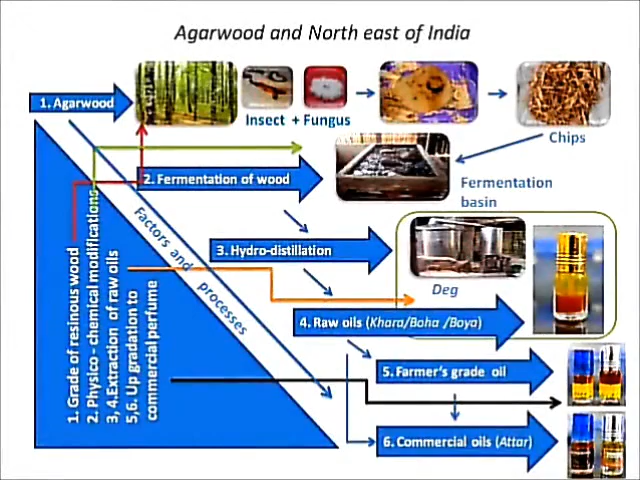 Agarwood and North east of India
1. Agarwood
Insect + Fungus
Chips
2. Fermentation of wood
Fermentation
basin
Factors and processes
3. Hydro-distillation
Deg
4. Raw oils (Khara/Boha /Boya)
5. Farmer's grade oil
6. Commercial oils (Attar)
1. Grade of resinous wood
2. Physico - chemical modifications
3, 4.Extraction of raw oils
5,6. Up gradation to
commercial perfume